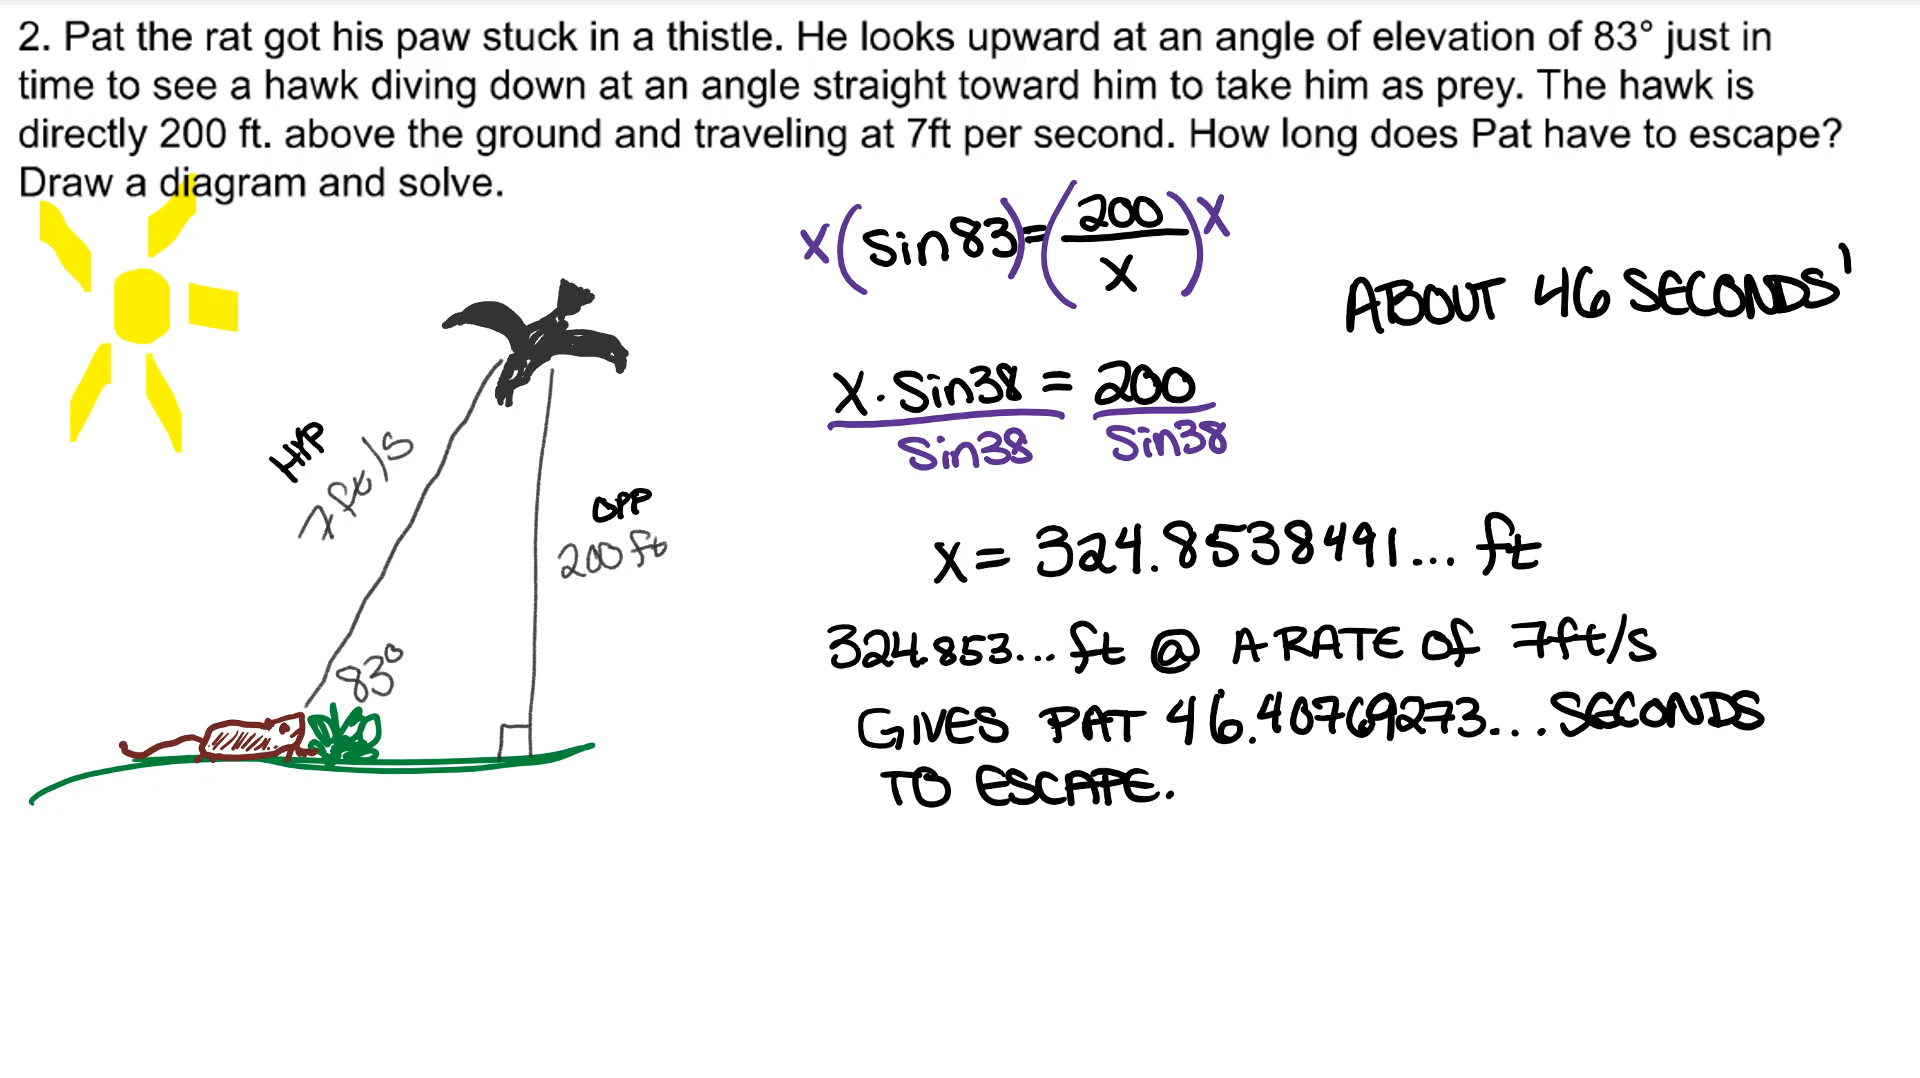 2. Pat the rat got his paw stuck in a thistle. He looks upward at an angle of elevation of 83° just in
time to see a hawk diving down at an angle straight toward him to take him as prey. The hawk is
directly 200 ft. above the ground and traveling at 7ft per second. How long does Pat have to escape?
Draw a diagram and solve.
x(sin83)=(200/x)x
ABOUT 46 SECONDS
x·sin38 = 200
sin38 sin38
HYP
7ft/s
OPP
200ft
83°
x= 324.8538491... ft
324.853... ft @ A RATE OF 7ft/s
GIVES PAT 46.40769273... SECONDS
TO ESCAPE.